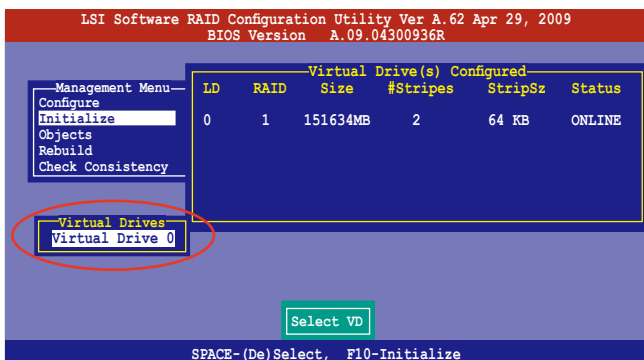 LSI Software RAID Configuration Utility Ver A.62 Apr 29, 2009
BIOS Version A.09.04300936R
Virtual Drive(s) Configured
LD RAID Size #Stripes StripSz Status
0 1 151634MB 2 64 KB ONLINE
Management Menu
Configure
Initialize
Objects
Rebuild
Check Consistency
Virtual Drives
Virtual Drive 0
Select VD
SPACE-(De)Select, F10-Initialize